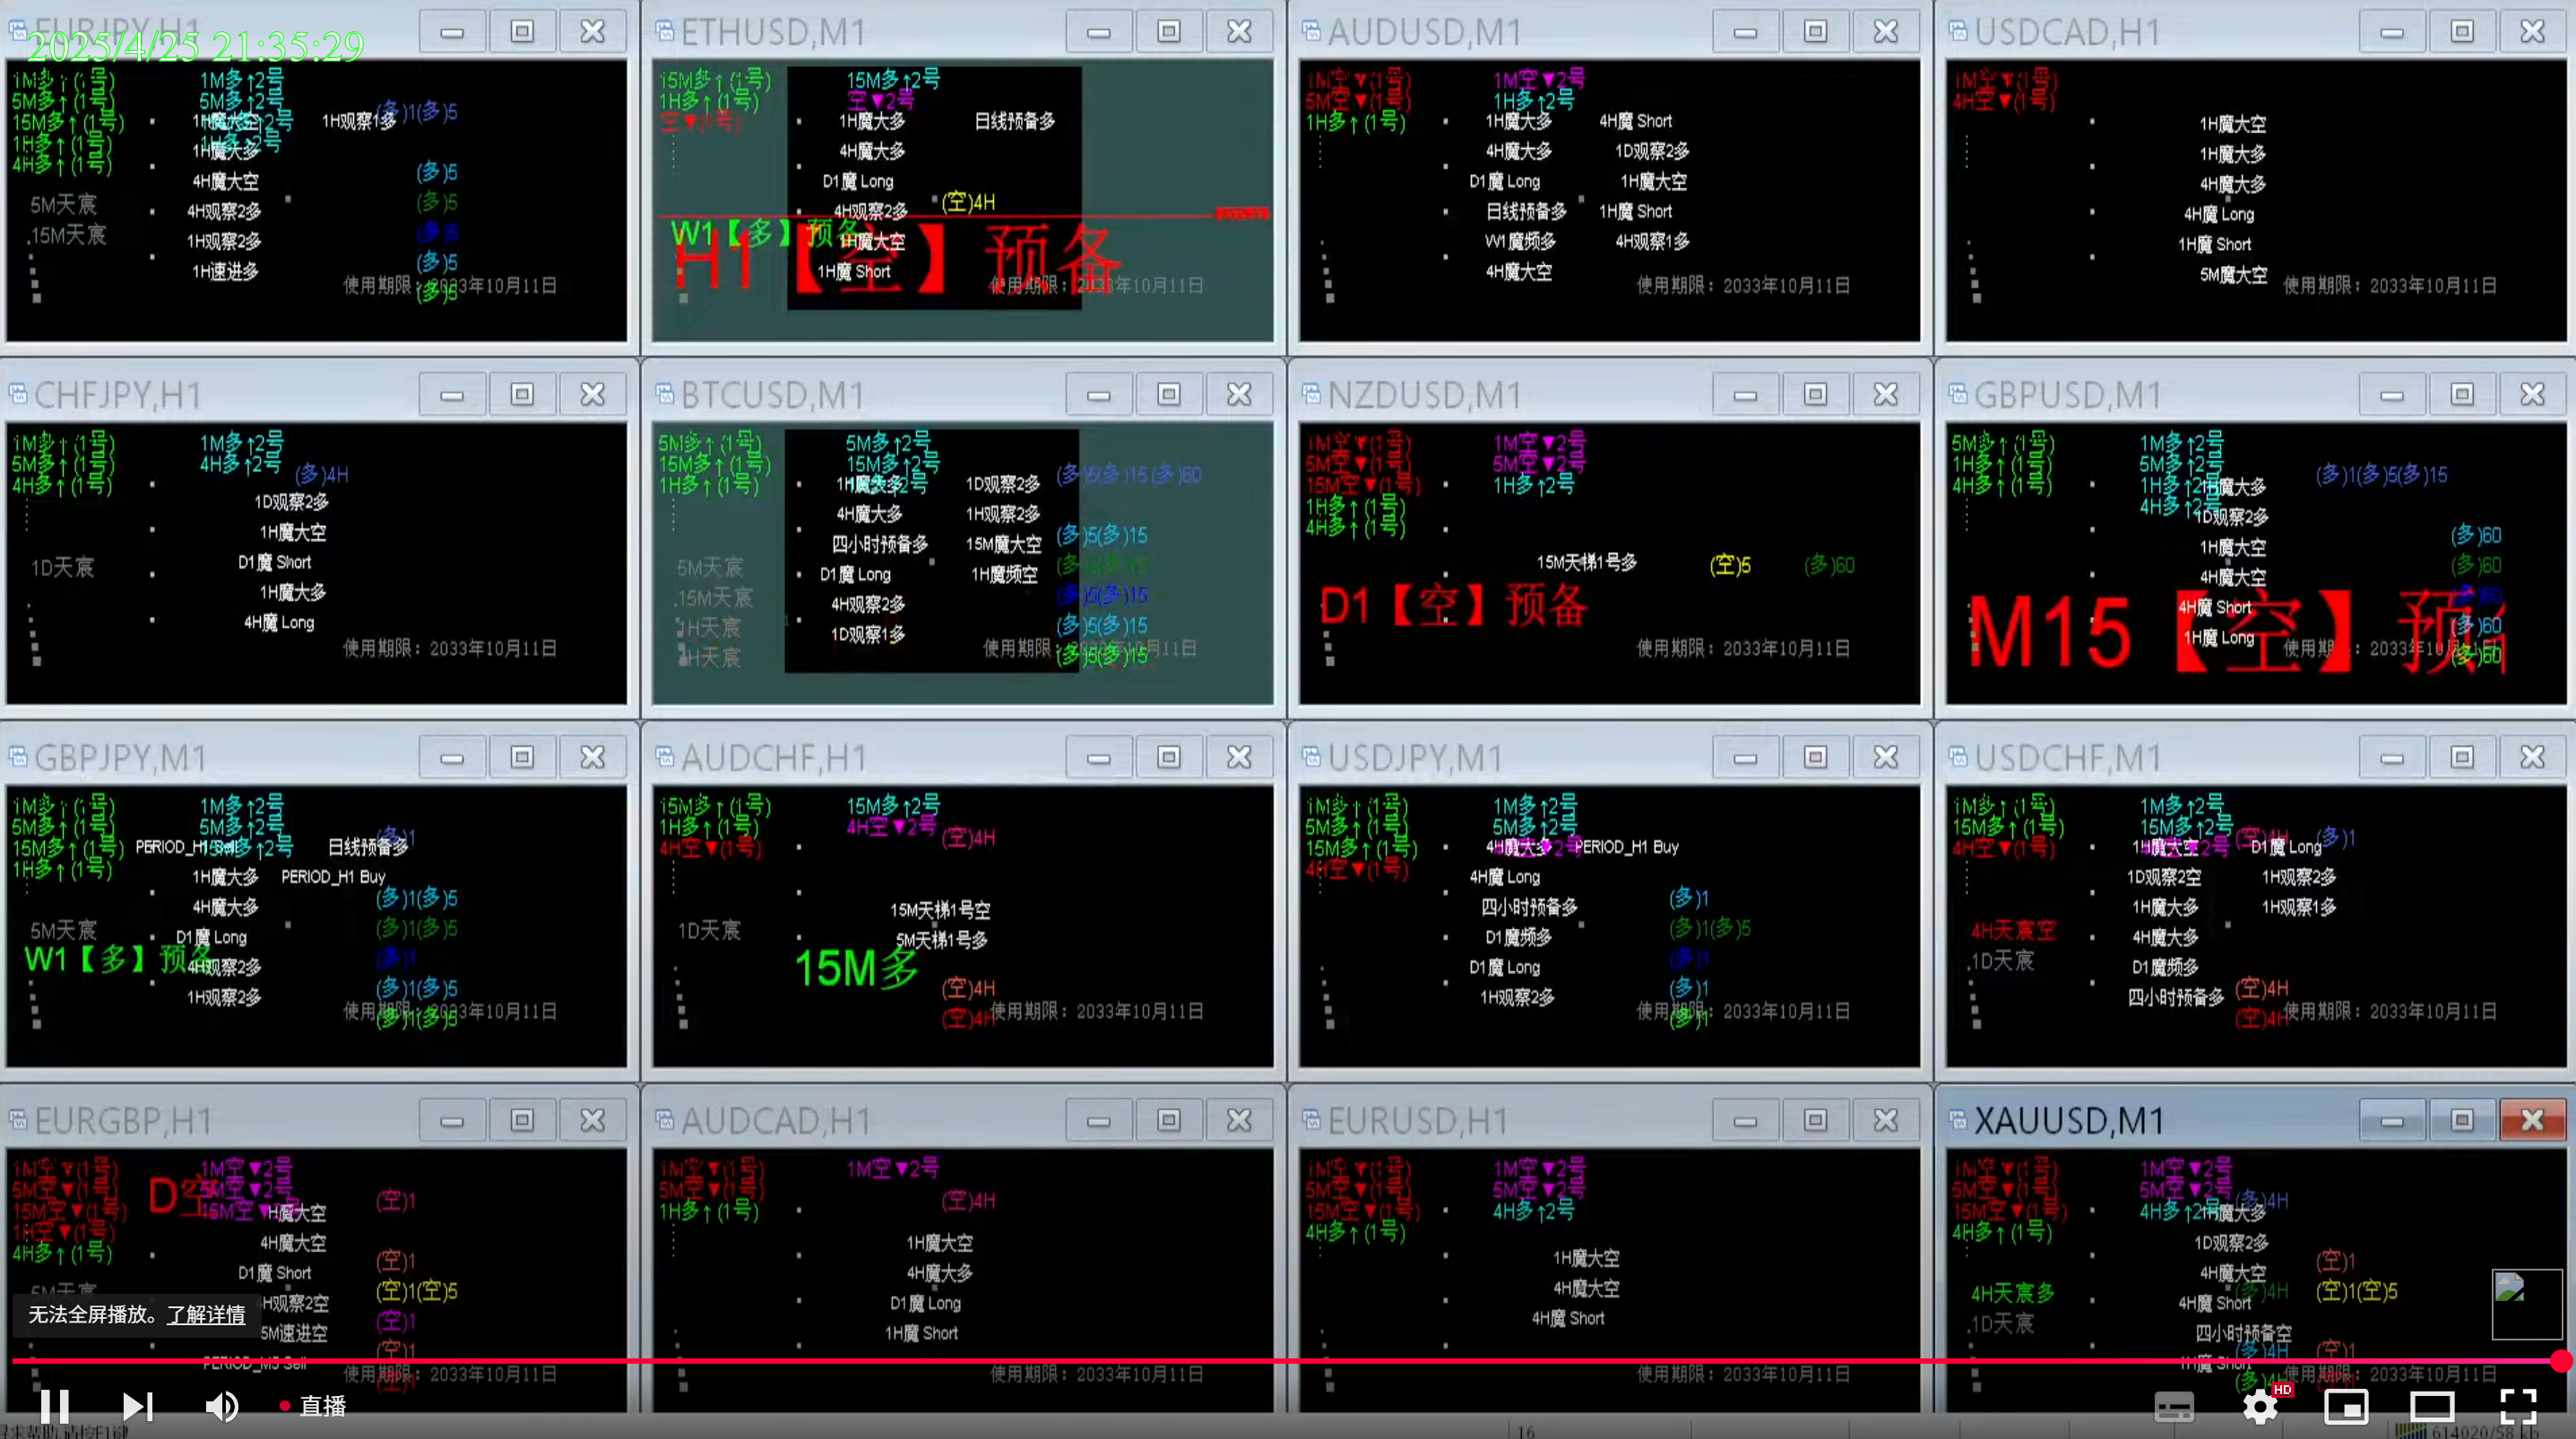 EURJPY,H1
2025/4/25 21:35:29
1M多↑(1号)
5M多↑(1号)
15M多↑(1号)
1H多↑(1号)
4H多↑(1号)
1M多↑2号
5M多↑2号
1H观察1多
(多)1(多)5
1H魔大多
4H魔大空
4H观察2多
1H观察2多
1H速进多
5M天宸
15M天宸
(多)5
(多)5
(多)5
(多)5
(多)5
使用期限：2033年10月11日
ETHUSD,M1
15M多↑(1号)
1H多↑(1号)
空▼(1号)
15M多↑2号
空▼2号
1H魔大多
日线预备多
4H魔大多
D1魔 Long
4H观察2多
(空)4H
1H魔大空
1H魔 Short
W1【多】预备
H1【空】预备
使用期限：2033年10月11日
AUDUSD,M1
1M空▼(1号)
5M空▼(1号)
1H多↑(1号)
1M空▼2号
1H多↑2号
1H魔大多
4H魔 Short
4H魔大多
1D观察2多
D1魔 Long
1H魔大空
日线预备多
1H魔 Short
W1魔频多
4H观察1多
4H魔大空
使用期限：2033年10月11日
USDCAD,H1
1M空▼(1号)
4H空▼(1号)
1H魔大空
1H魔大多
4H魔大多
4H魔 Long
1H魔 Short
5M魔大空
使用期限：2033年10月11日
CHFJPY,H1
1M多↑(1号)
5M多↑(1号)
4H多↑(1号)
1M多↑2号
4H多↑2号
(多)4H
1D观察2多
1H魔大空
D1魔 Short
1H魔大多
4H魔 Long
1D天宸
使用期限：2033年10月11日
BTCUSD,M1
5M多↑(1号)
15M多↑(1号)
1H多↑(1号)
5M多↑2号
15M多↑2号
1D观察2多
(多)5(多)15(多)60
4H魔大多
1H观察2多
四小时预备多
15M魔大空
(多)5(多)15
D1魔 Long
1H魔频空
(多)5(多)15
4H观察2多
(多)5(多)15
1D观察1多
(多)5(多)15
(多)5(多)15
5M天宸
15M天宸
1H天宸
4H天宸
使用期限：2033年10月11日
NZDUSD,M1
1M空▼(1号)
5M空▼(1号)
15M空▼(1号)
1H多↑(1号)
4H多↑(1号)
1M空▼2号
5M空▼2号
1H多↑2号
15M天梯1号多
(空)5
(多)60
D1【空】预备
使用期限：2033年10月11日
GBPUSD,M1
5M多↑(1号)
1H多↑(1号)
4H多↑(1号)
1M多↑2号
5M多↑2号
1H多↑2号
4H多↑2号
(多)1(多)5(多)15
1H魔大多
1D观察2多
1H魔大空
4H魔大空
4H魔 Short
1H魔 Long
(多)60
(多)60
(多)60
(多)60
(多)60
M15【空】预
使用期限：2033年10月11日
GBPJPY,M1
1M多↑(1号)
5M多↑(1号)
15M多↑(1号)
1H多↑(1号)
1M多↑2号
5M多↑2号
15M多↑2号
(多)1
日线预备多
1H魔大多
PERIOD_H1 Buy
4H魔大多
D1魔 Long
4H观察2多
1H观察2多
(多)1(多)5
(多)1(多)5
(多)1
(多)1(多)5
(多)1(多)5
5M天宸
W1【多】预备
使用期限：2033年10月11日
AUDCHF,H1
15M多↑(1号)
1H多↑(1号)
4H空▼(1号)
15M多↑2号
4H空▼2号
(空)4H
15M天梯1号空
5M天梯1号多
1D天宸
15M多
(空)4H
(空)4H
使用期限：2033年10月11日
USDJPY,M1
1M多↑(1号)
5M多↑(1号)
15M多↑(1号)
4H空▼(1号)
1M多↑2号
5M多↑2号
4H魔大多
PERIOD_H1 Buy
4H魔 Long
四小时预备多
D1魔频多
D1魔 Long
1H观察2多
(多)1
(多)1(多)5
(多)1
(多)1
(多)1
使用期限：2033年10月11日
USDCHF,M1
1M多↑(1号)
15M多↑(1号)
4H空▼(1号)
1M多↑2号
15M多↑2号
(空)4H
(多)1
1H魔大空
D1魔 Long
1D观察2空
1H观察2多
1H魔大多
1H观察1多
4H魔大多
D1魔频多
四小时预备多
4H天宸空
1D天宸
(空)4H
(空)4H
使用期限：2033年10月11日
EURGBP,H1
1M空▼(1号)
5M空▼(1号)
15M空▼(1号)
1H空▼(1号)
4H多↑(1号)
D空
1M空▼2号
5M空▼2号
15M空▼2号
(空)1
1H魔大空
4H魔大空
D1魔 Short
4H观察2空
5M速进空
PERIOD_M5 Sell
(空)1
(空)1(空)5
(空)1
(空)1
(空)1
5M天宸
使用期限：2033年10月11日
AUDCAD,H1
1M空▼(1号)
5M空▼(1号)
1H多↑(1号)
1M空▼2号
(空)4H
1H魔大空
4H魔大多
D1魔 Long
1H魔 Short
使用期限：2033年10月11日
EURUSD,H1
1M空▼(1号)
5M空▼(1号)
15M空▼(1号)
4H多↑(1号)
1M空▼2号
5M空▼2号
4H多↑2号
1H魔大空
4H魔大空
4H魔 Short
使用期限：2033年10月11日
XAUUSD,M1
1M空▼(1号)
5M空▼(1号)
15M空▼(1号)
4H多↑(1号)
1M空▼2号
5M空▼2号
4H多↑2号
(多)4H
1H魔大多
1D观察2多
4H魔大空
4H魔 Short
四小时预备空
1H魔 Short
(空)1
(多)4H
(空)1(空)5
(多)4H
(空)1
4H天宸多
1D天宸
使用期限：2033年10月11日
无法全屏播放。了解详情
直播
HD
16
614020/58 kb